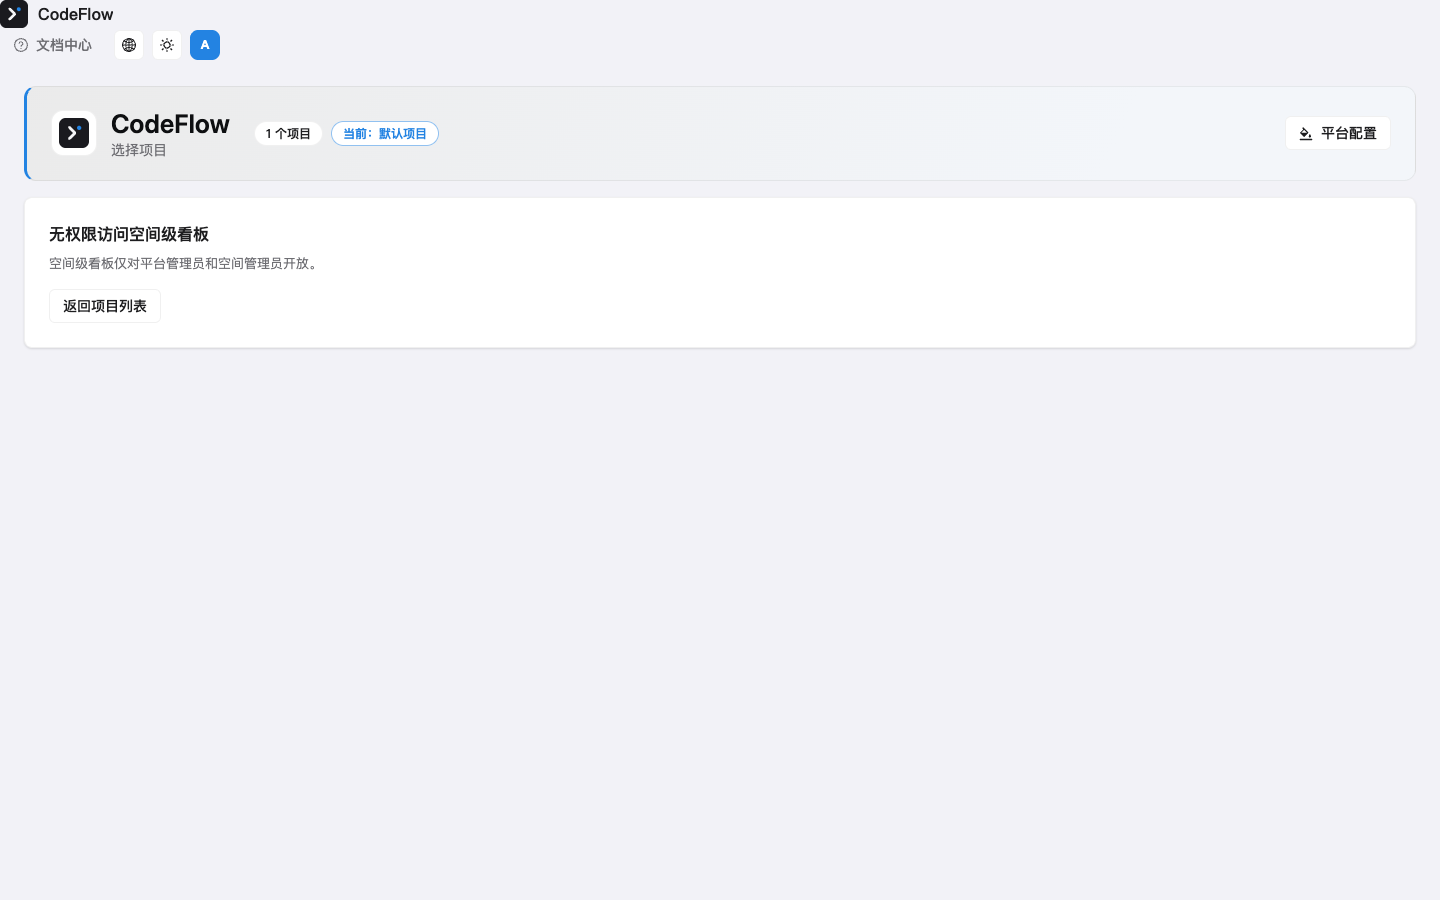 CodeFlow
文档中心
A
CodeFlow
选择项目
1 个项目
当前：默认项目
平台配置
无权限访问空间级看板
空间级看板仅对平台管理员和空间管理员开放。
返回项目列表